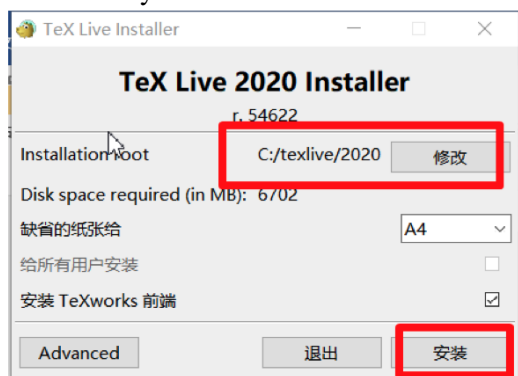 TeX Live Installer
TeX Live 2020 Installer
r. 54622
Installation root C:/texlive/2020 修改
Disk space required (in MB): 6702
缺省的纸张给 A4
给所有用户安装
安装 TeXworks 前端
Advanced 退出 安装